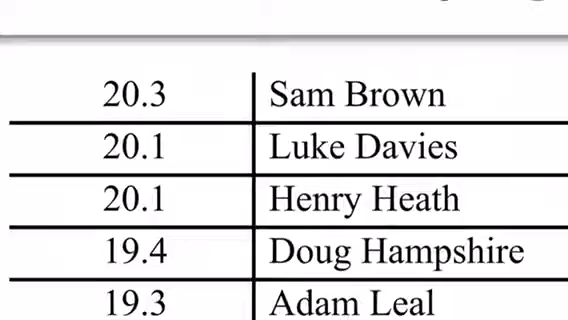 20.3 Sam Brown
20.1 Luke Davies
20.1 Henry Heath
19.4 Doug Hampshire
19.3 Adam Leal